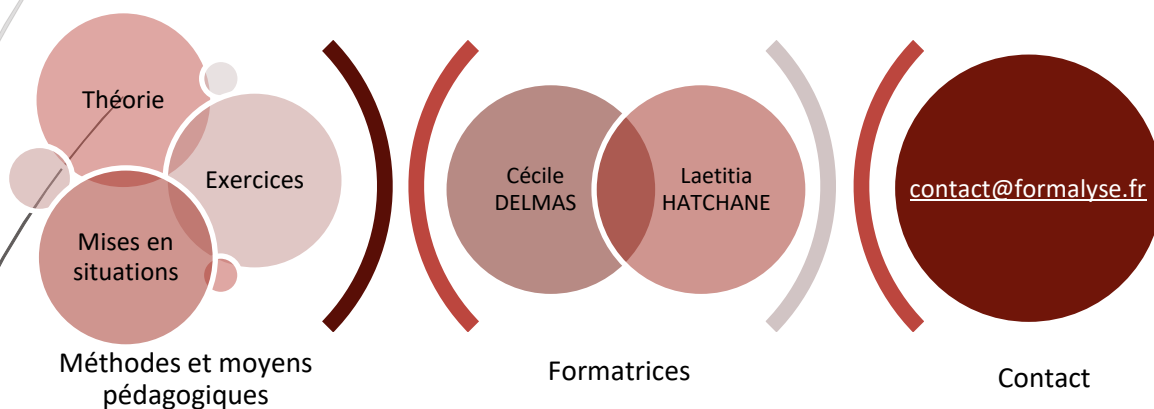 Théorie
Exercices
Mises en
situations
Méthodes et moyens
pédagogiques
Cécile
DELMAS
Laetitia
HATCHANE
Formatrices
contact@formalyse.fr
Contact